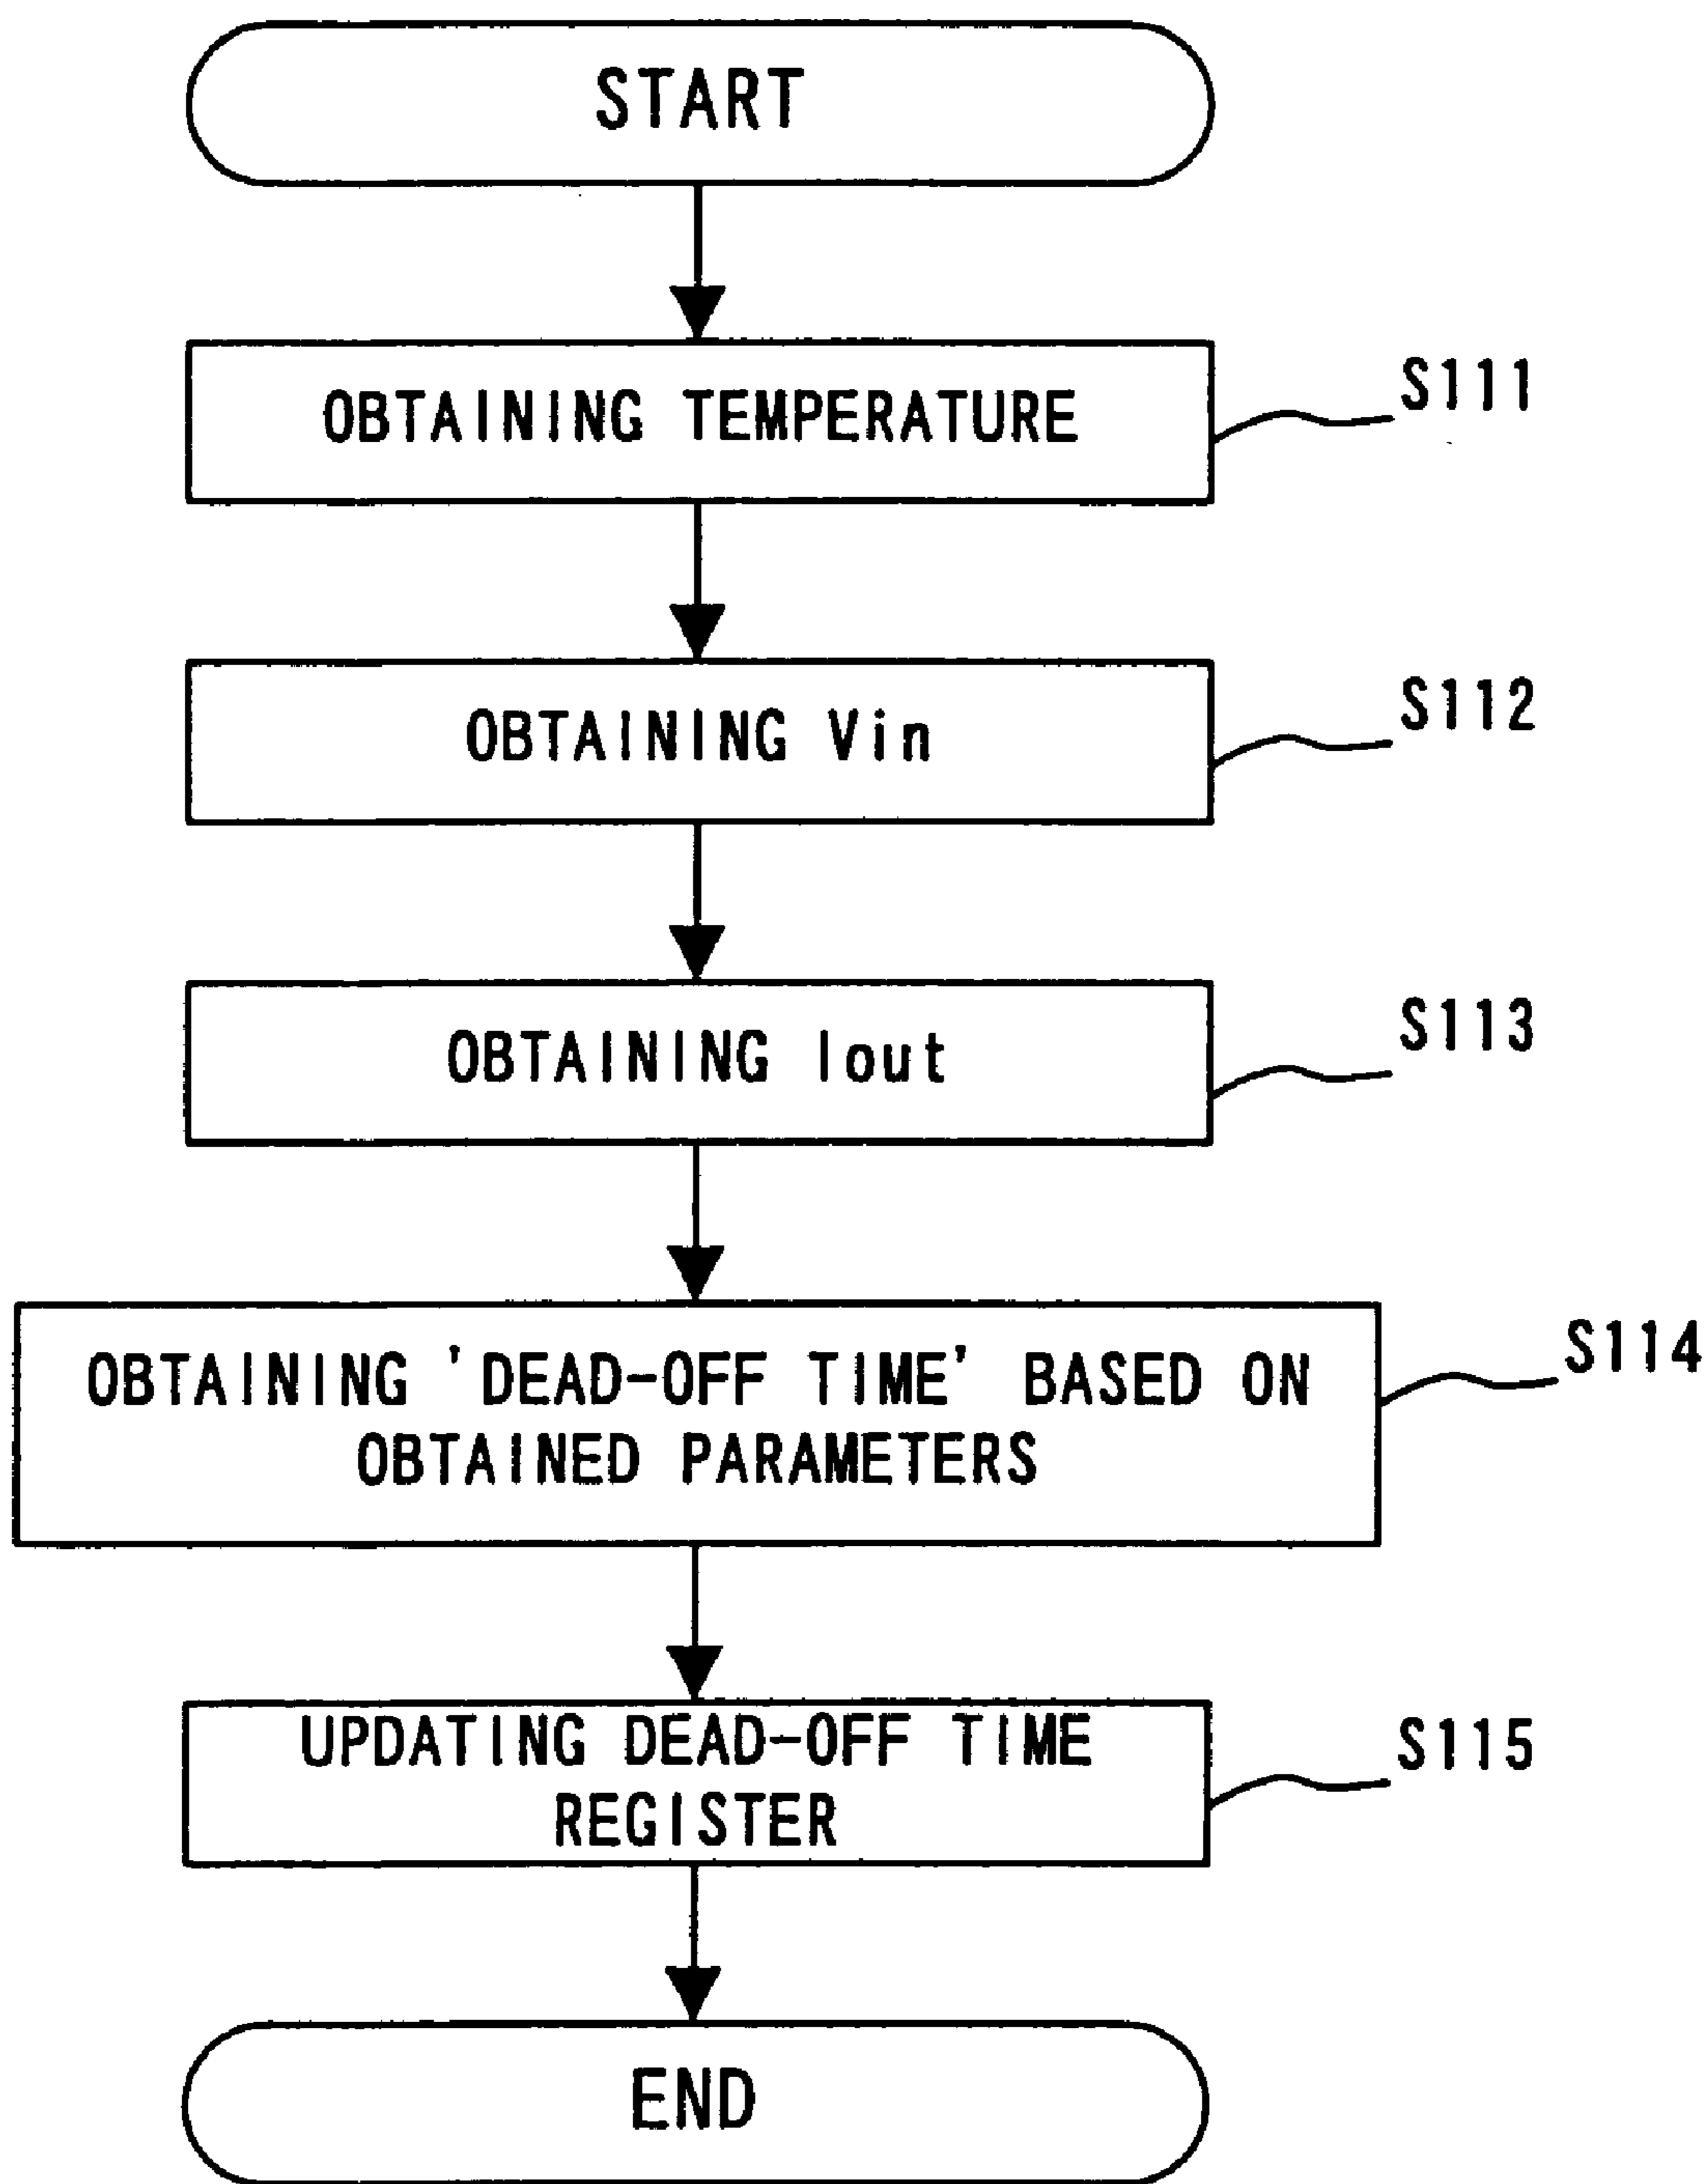 START
OBTAINING TEMPERATURE
S111
OBTAINING Vin
S112
OBTAINING Iout
S113
OBTAINING 'DEAD-OFF TIME' BASED ON
OBTAINED PARAMETERS
S114
UPDATING DEAD-OFF TIME
REGISTER
S115
END